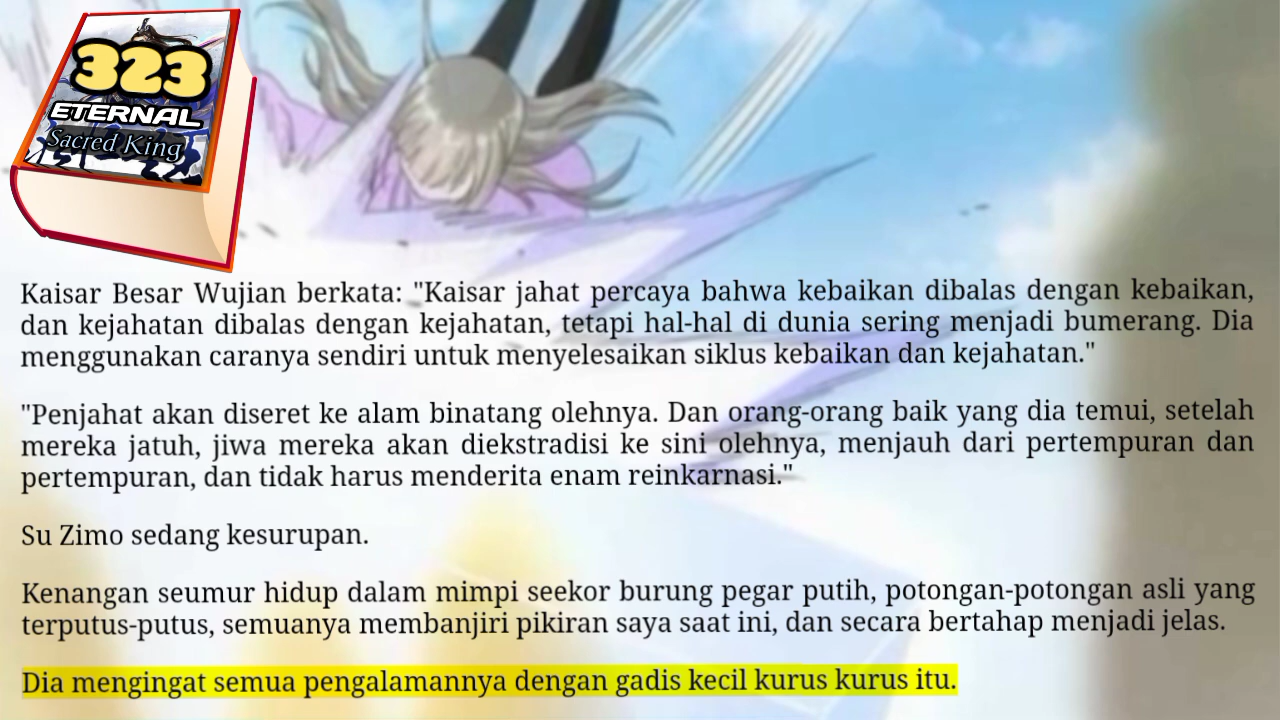 323
ETERNAL
Sacred King
Kaisar Besar Wujian berkata: "Kaisar jahat percaya bahwa kebaikan dibalas dengan kebaikan,
dan kejahatan dibalas dengan kejahatan, tetapi hal-hal di dunia sering menjadi bumerang. Dia
menggunakan caranya sendiri untuk menyelesaikan siklus kebaikan dan kejahatan."
"Penjahat akan diseret ke alam binatang olehnya. Dan orang-orang baik yang dia temui, setelah
mereka jatuh, jiwa mereka akan diekstradisi ke sini olehnya, menjauh dari pertempuran dan
pertempuran, dan tidak harus menderita enam reinkarnasi."
Su Zimo sedang kesurupan.
Kenangan seumur hidup dalam mimpi seekor burung pegar putih, potongan-potongan asli yang
terputus-putus, semuanya membanjiri pikiran saya saat ini, dan secara bertahap menjadi jelas.
Dia mengingat semua pengalamannya dengan gadis kecil kurus kurus itu.